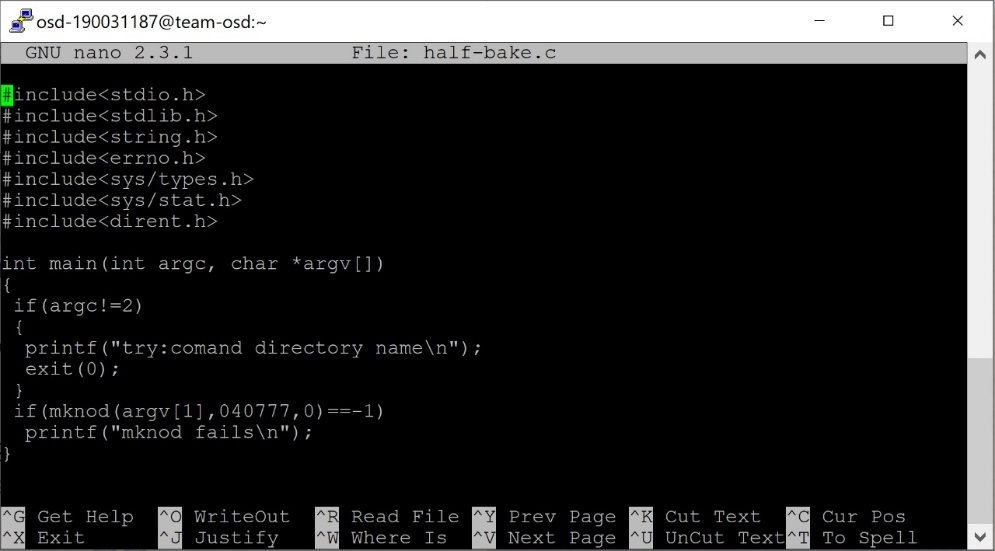 osd-190031187@team-osd:~
GNU nano 2.3.1 File: half-bake.c
#include<stdio.h>
#include<stdlib.h>
#include<string.h>
#include<errno.h>
#include<sys/types.h>
#include<sys/stat.h>
#include<dirent.h>
int main(int argc, char *argv[])
{
 if(argc!=2)
 {
  printf("try:comand directory name\n");
  exit(0);
 }
 if(mknod(argv[1],040777,0)==-1)
  printf("mknod fails\n");
}
^G Get Help ^O WriteOut ^R Read File ^Y Prev Page ^K Cut Text ^C Cur Pos
^X Exit ^J Justify ^W Where Is ^V Next Page ^U UnCut Text ^T To Spell